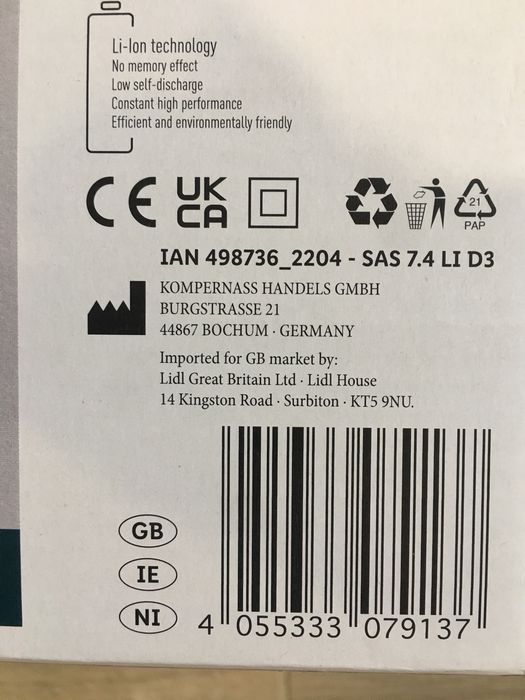 Li-Ion technology
No memory effect
Low self-discharge
Constant high performance
Efficient and environmentally friendly
CE UK
CA
21
PAP
IAN 498736_2204 - SAS 7.4 LI D3
KOMPERNASS HANDELS GMBH
BURGSTRASSE 21
44867 BOCHUM · GERMANY
Imported for GB market by:
Lidl Great Britain Ltd · Lidl House
14 Kingston Road · Surbiton · KT5 9NU.
GB
IE
NI
4 055333 079137